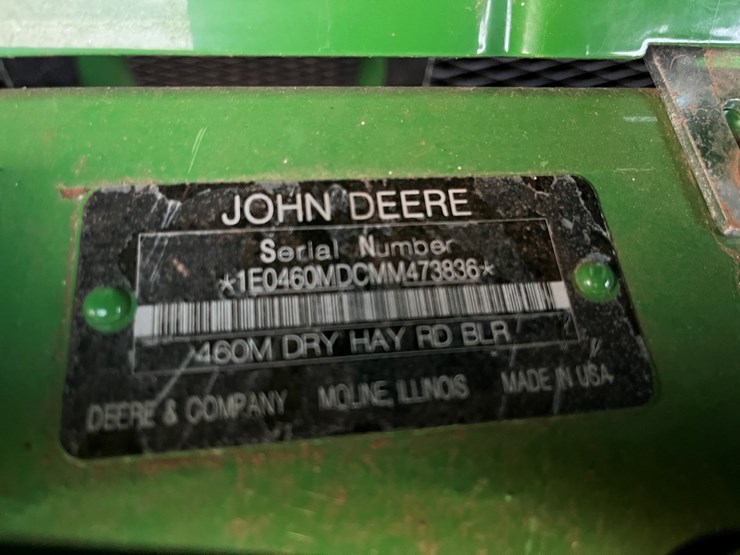 JOHN DEERE
Serial Number
*1E0460MDCMM473836*
460M DRY HAY RD BLR
DEERE & COMPANY MOLINE, ILLINOIS MADE IN USA